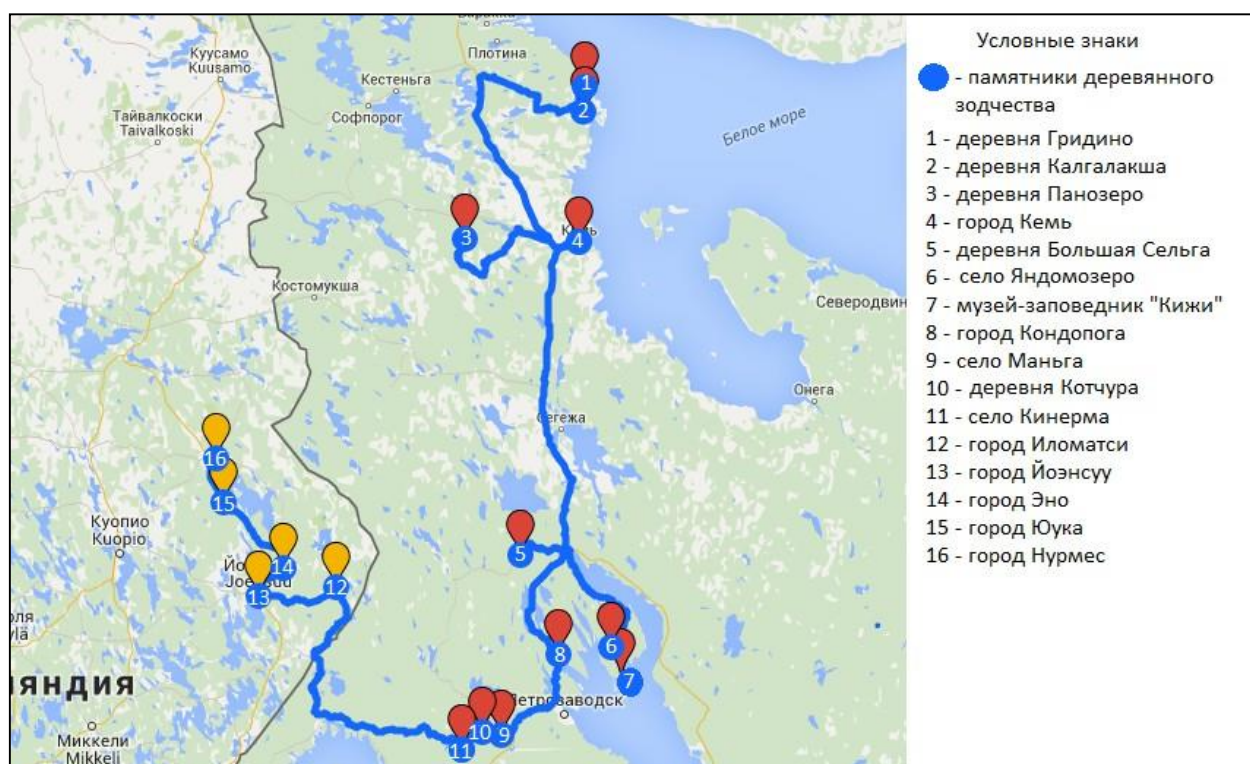 Плотина
Куусамо
Kuusamo
Кестеньга
Софпорог
Тайвалкоски
Taivalkoski
1
2
Белое море
3
4
Костомукша
Северодвин
Онега
Сегежа
16
15
Куопио
Kuopio
5
14
13
12
6
8
7
ляндия
Петрозаводск
10
9
11
Миккели
Mikkeli
Условные знаки
- памятники деревянного
зодчества
1 - деревня Гридино
2 - деревня Калгалакша
3 - деревня Панозеро
4 - город Кемь
5 - деревня Большая Сельга
6 - село Яндомозеро
7 - музей-заповедник "Кижи"
8 - город Кондопога
9 - село Маньга
10 - деревня Котчура
11 - село Кинерма
12 - город Иломатси
13 - город Йоэнсуу
14 - город Эно
15 - город Юука
16 - город Нурмес